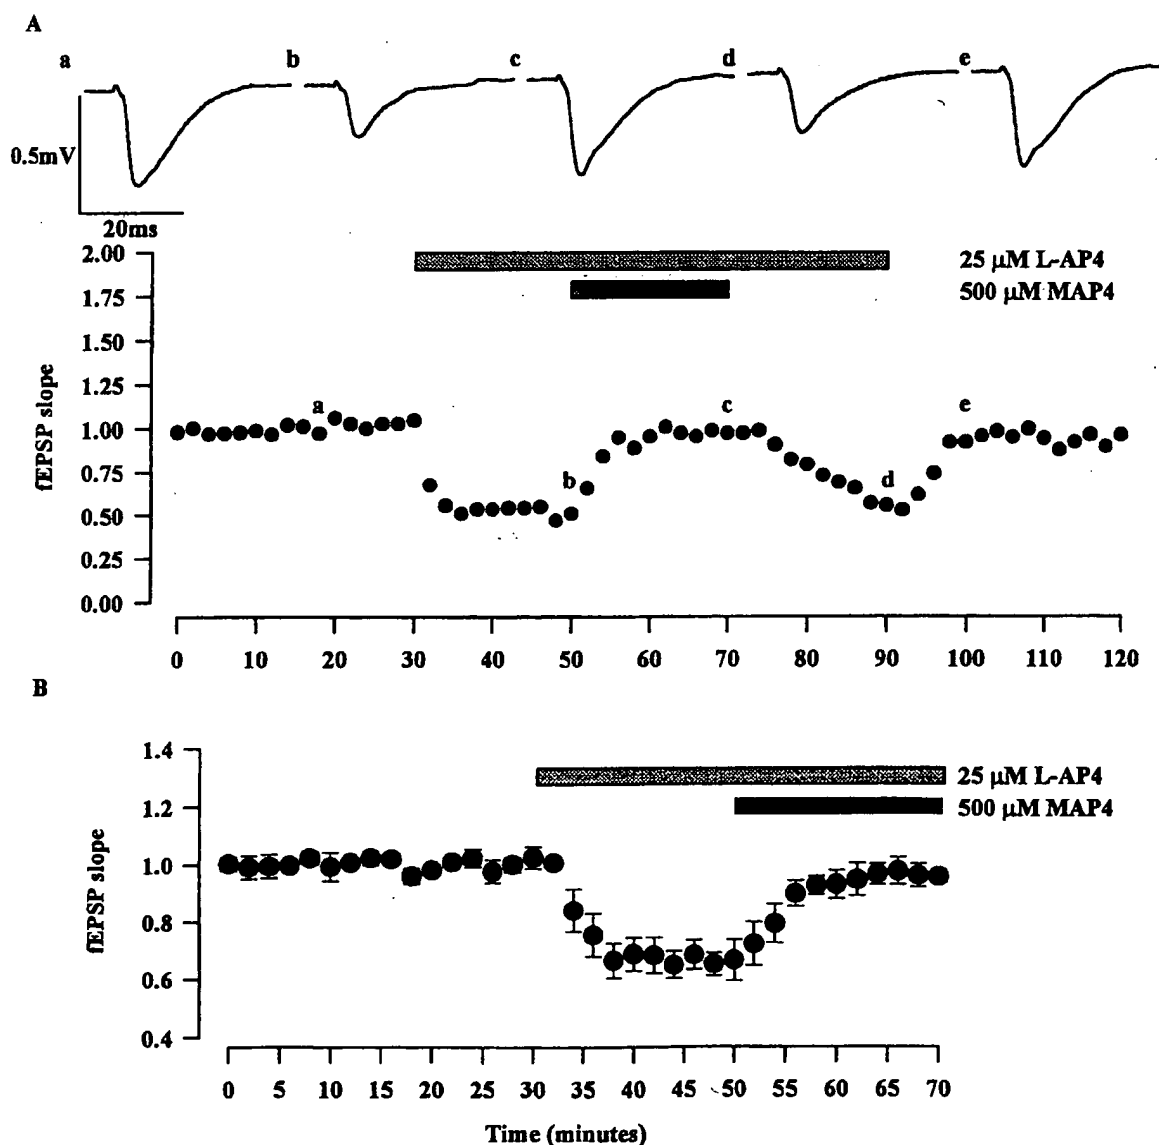 A
a b c d e
0.5mV
20ms
2.00
1.75
1.50
1.25
1.00
0.75
0.50
0.25
0.00
fEPSP slope
25 μM L-AP4
500 μM MAP4
a b c d e
0 10 20 30 40 50 60 70 80 90 100 110 120
B
1.4
1.2
1.0
0.8
0.6
0.4
fEPSP slope
25 μM L-AP4
500 μM MAP4
0 5 10 15 20 25 30 35 40 45 50 55 60 65 70
Time (minutes)